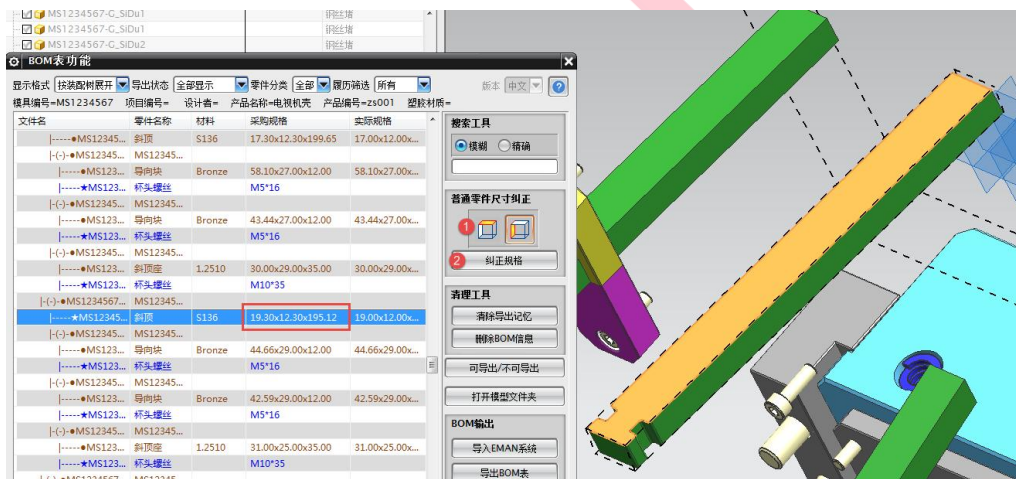 MS1234567-G_SiDu1 钢丝堵
MS1234567-G_SiDu1 钢丝堵
MS1234567-G_SiDu2 钢丝堵
BOM表功能
显示格式 按装配树展开 导出状态 全部显示 零件分类 全部 履历筛选 所有 版本 中文
模具编号=MS1234567 项目编号= 设计者= 产品名称=电视机壳 产品编号=zs001 塑胶材质=
文件名 零件名称 材料 采购规格 实际规格
|-----●MS12345... 斜顶 S136 17.30x12.30x199.65 17.00x12.00x...
|-(-)-●MS12345... MS12345...
|-----●MS123... 导向块 Bronze 58.10x27.00x12.00 58.10x27.00x...
|-----★MS123... 杯头螺丝 M5*16
|-(-)-●MS12345... MS12345...
|-----●MS123... 导向块 Bronze 43.44x27.00x12.00 43.44x27.00x...
|-----★MS123... 杯头螺丝 M5*16
|-(-)-●MS12345... MS12345...
|-----●MS123... 斜顶座 1.2510 30.00x29.00x35.00 30.00x29.00x...
|-----★MS123... 杯头螺丝 M10*35
|-(-)-●MS1234567... MS12345...
|-----★MS12345... 斜顶 S136 19.30x12.30x195.12 19.00x12.00x...
|-(-)-●MS12345... MS12345...
|-----●MS123... 导向块 Bronze 44.66x29.00x12.00 44.66x29.00x...
|-----★MS123... 杯头螺丝 M5*16
|-(-)-●MS12345... MS12345...
|-----●MS123... 导向块 Bronze 42.59x29.00x12.00 42.59x29.00x...
|-----★MS123... 杯头螺丝 M5*16
|-(-)-●MS12345... MS12345...
|-----●MS123... 斜顶座 1.2510 31.00x25.00x35.00 31.00x25.00x...
|-----★MS123... 杯头螺丝 M10*35
|-(-)-●MS1234567... MS12345...
搜索工具
模糊 精确
普通零件尺寸纠正
1
2 纠正规格
清理工具
清除导出记忆
删除BOM信息
可导出/不可导出
打开模型文件夹
BOM输出
导入EMAN系统
导出BOM表